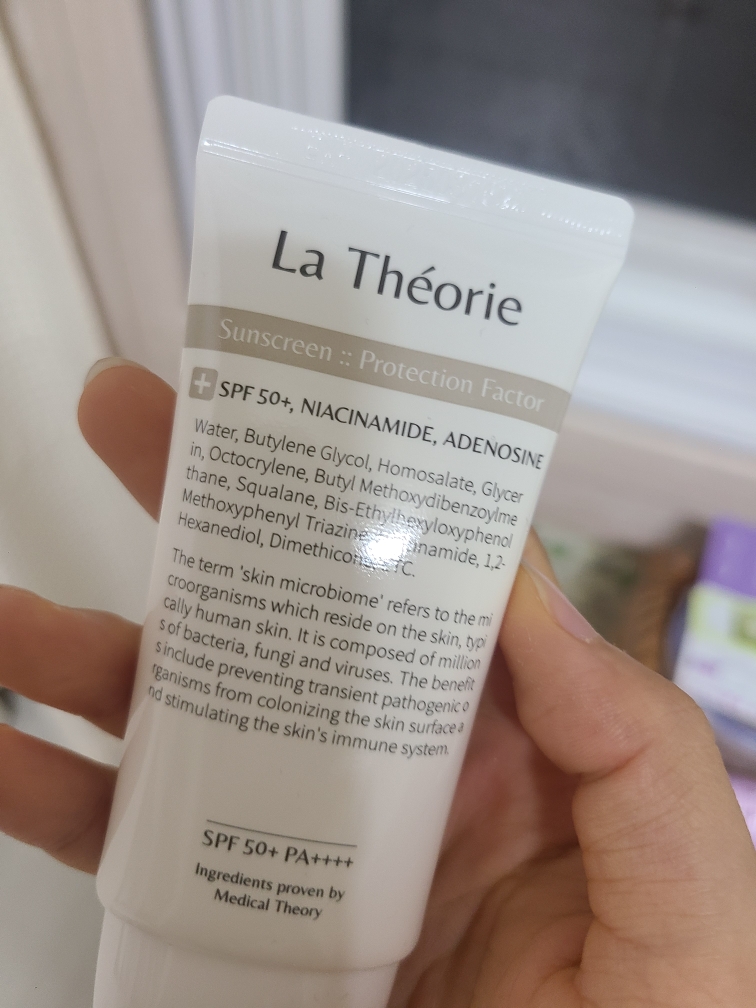 La Théorie
Sunscreen :: Protection Factor
+ SPF 50+, NIACINAMIDE, ADENOSINE
Water, Butylene Glycol, Homosalate, Glycer
in, Octocrylene, Butyl Methoxydibenzoylme
thane, Squalane, Bis-Ethylhexyloxyphenol
Methoxyphenyl Triazine, 1,2-
Hexanediol,
The term 'skin microbiome' refers to the mi
croorganisms which reside on the skin, typi
cally human skin. It is composed of million
s of bacteria, fungi and viruses. The benefit
s include preventing transient pathogenic o
rganisms from colonizing the skin surface a
nd stimulating the skin's immune system.
SPF 50+ PA++++
Ingredients proven by
Medical Theory